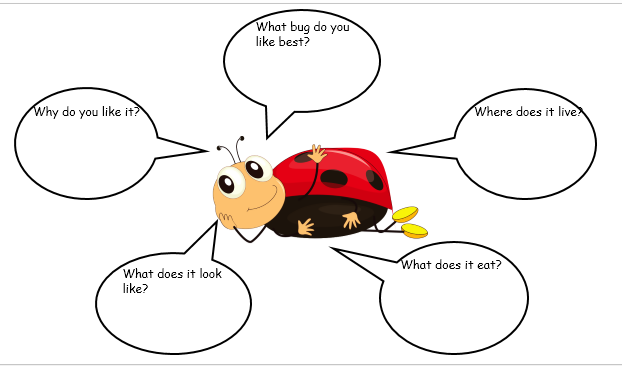 What bug do you
like best?
Why do you like it?
Where does it live?
What does it look
like?
What does it eat?